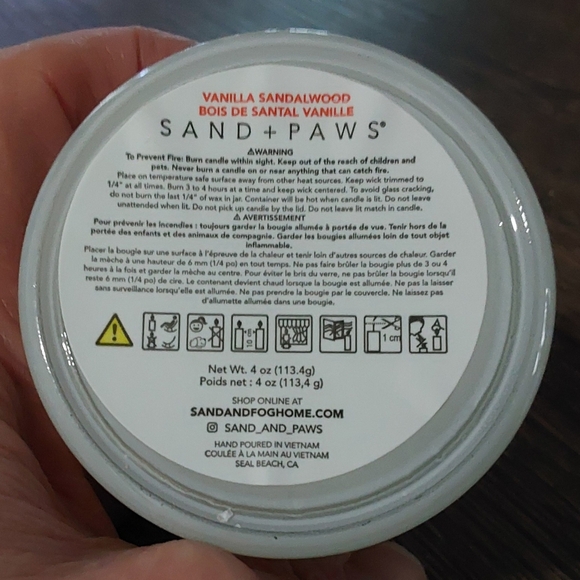 VANILLA SANDALWOOD
BOIS DE SANTAL VANILLE
SAND + PAWS®
⚠WARNING
To Prevent Fire: Burn candle within sight. Keep out of the reach of children and
pets. Never burn a candle on or near anything that can catch fire.
Place on temperature safe surface away from other heat sources. Keep wick trimmed to
1/4" at all times. Burn 3 to 4 hours at a time and keep wick centered. To avoid glass cracking,
do not burn the last 1/4" of wax in jar. Container will be hot when candle is lit. Do not leave
unattended when lit. Do not pick up candle by the lid. Do not leave lit match in candle.
⚠ AVERTISSEMENT
Pour prévenir les incendies : toujours garder la bougie allumée à portée de vue. Tenir hors de la
portée des enfants et des animaux de compagnie. Garder les bougies allumées loin de tout objet
inflammable.
Placer la bougie sur une surface à l'épreuve de la chaleur et tenir loin d'autres sources de chaleur. Garder
la mèche à une hauteur de 6 mm (1/4 po) en tout temps. Ne pas faire brûler la bougie plus de 3 ou 4
heures à la fois et garder la mèche au centre. Pour éviter le bris du verre, ne pas brûler la bougie lorsqu'il
reste 6 mm (1/4 po) de cire. Le contenant devient chaud lorsque la bougie est allumée. Ne pas la laisser
sans surveillance lorsqu'elle est allumée. Ne pas prendre la bougie par le couvercle. Ne laissez pas
d'allumette allumée dans une bougie.
1 cm
Net Wt. 4 oz (113.4g)
Poids net : 4 oz (113,4 g)
SHOP ONLINE AT
SANDANDFOGHOME.COM
SAND_AND_PAWS
HAND POURED IN VIETNAM
COULÉE À LA MAIN AU VIETNAM
SEAL BEACH, CA